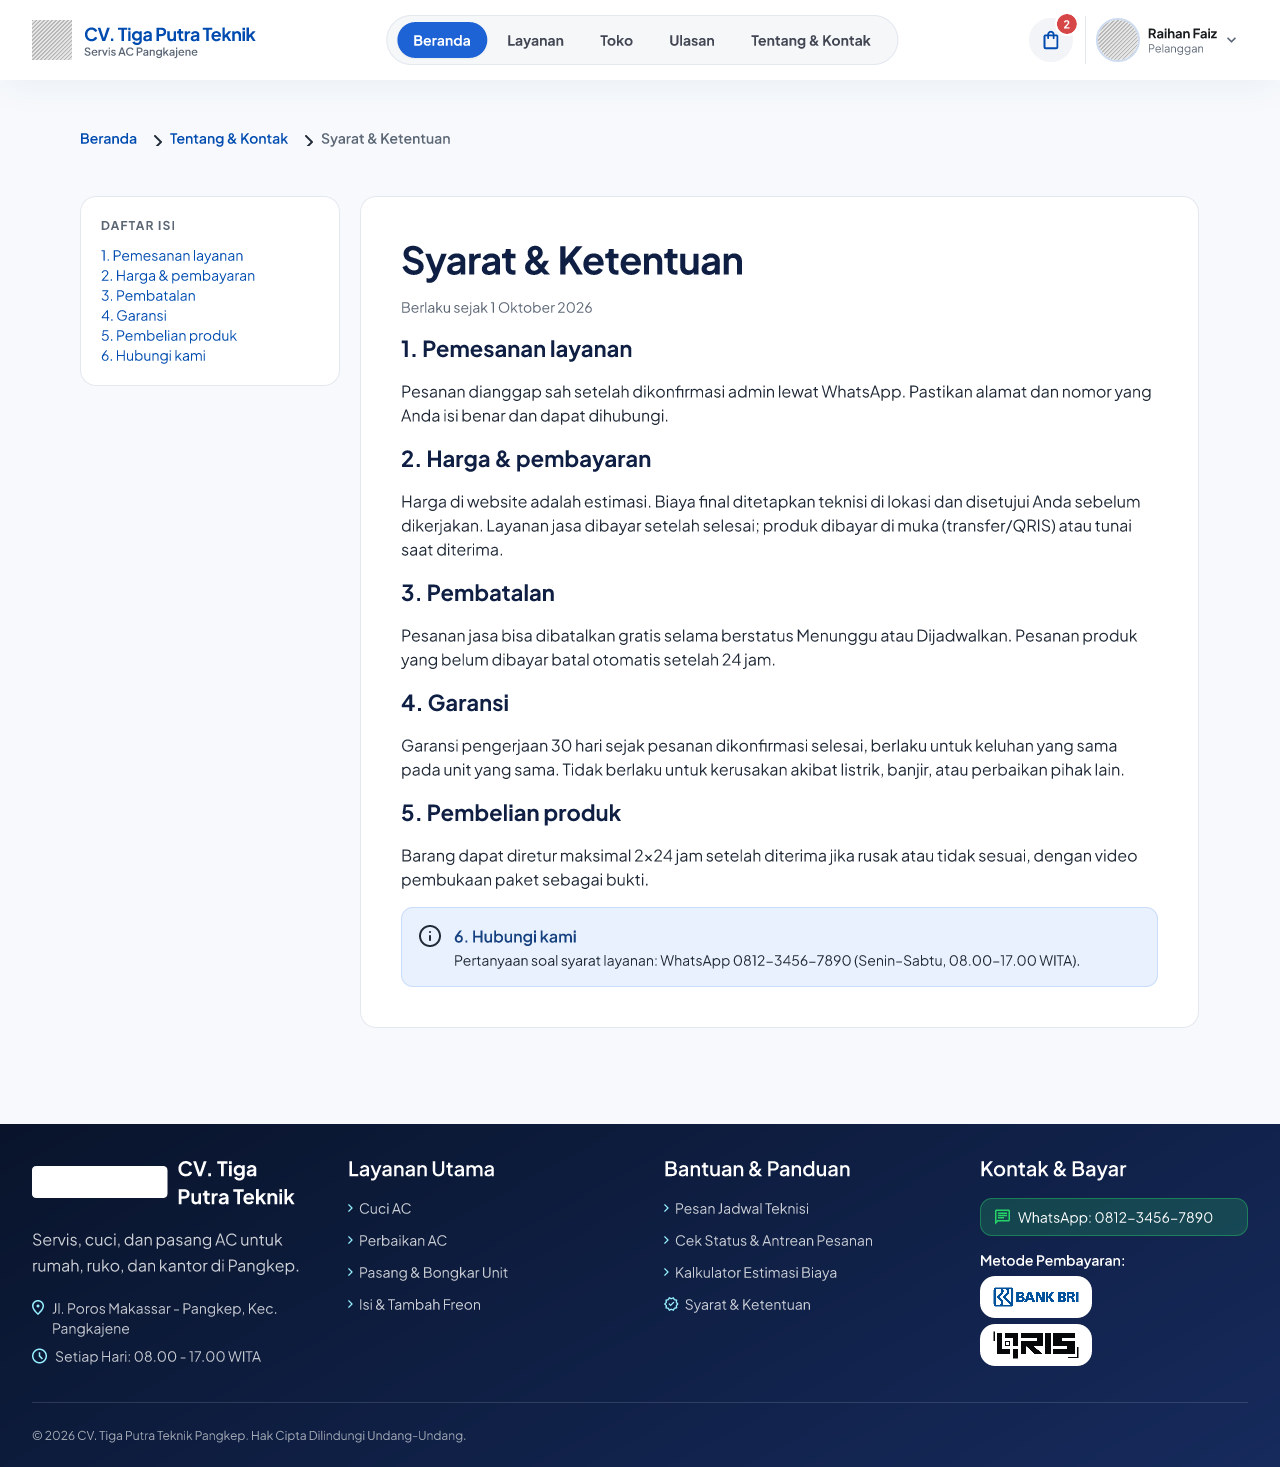 CV. Tiga Putra Teknik
Servis AC Pangkajene
Beranda
Layanan
Toko
Ulasan
Tentang & Kontak
2
Raihan Faiz
Pelanggan
Beranda
Tentang & Kontak
Syarat & Ketentuan
DAFTAR ISI
1. Pemesanan layanan
2. Harga & pembayaran
3. Pembatalan
4. Garansi
5. Pembelian produk
6. Hubungi kami
Syarat & Ketentuan
Berlaku sejak 1 Oktober 2026
1. Pemesanan layanan
Pesanan dianggap sah setelah dikonfirmasi admin lewat WhatsApp. Pastikan alamat dan nomor yang
Anda isi benar dan dapat dihubungi.
2. Harga & pembayaran
Harga di website adalah estimasi. Biaya final ditetapkan teknisi di lokasi dan disetujui Anda sebelum
dikerjakan. Layanan jasa dibayar setelah selesai; produk dibayar di muka (transfer/QRIS) atau tunai
saat diterima.
3. Pembatalan
Pesanan jasa bisa dibatalkan gratis selama berstatus Menunggu atau Dijadwalkan. Pesanan produk
yang belum dibayar batal otomatis setelah 24 jam.
4. Garansi
Garansi pengerjaan 30 hari sejak pesanan dikonfirmasi selesai, berlaku untuk keluhan yang sama
pada unit yang sama. Tidak berlaku untuk kerusakan akibat listrik, banjir, atau perbaikan pihak lain.
5. Pembelian produk
Barang dapat diretur maksimal 2×24 jam setelah diterima jika rusak atau tidak sesuai, dengan video
pembukaan paket sebagai bukti.
6. Hubungi kami
Pertanyaan soal syarat layanan: WhatsApp 0812-3456-7890 (Senin–Sabtu, 08.00–17.00 WITA).
CV. Tiga
Putra Teknik
Servis, cuci, dan pasang AC untuk
rumah, ruko, dan kantor di Pangkep.
Jl. Poros Makassar - Pangkep, Kec.
Pangkajene
Setiap Hari: 08.00 - 17.00 WITA
Layanan Utama
Cuci AC
Perbaikan AC
Pasang & Bongkar Unit
Isi & Tambah Freon
Bantuan & Panduan
Pesan Jadwal Teknisi
Cek Status & Antrean Pesanan
Kalkulator Estimasi Biaya
Syarat & Ketentuan
Kontak & Bayar
WhatsApp: 0812-3456-7890
Metode Pembayaran:
BANK BRI
QRIS
© 2026 CV. Tiga Putra Teknik Pangkep. Hak Cipta Dilindungi Undang-Undang.